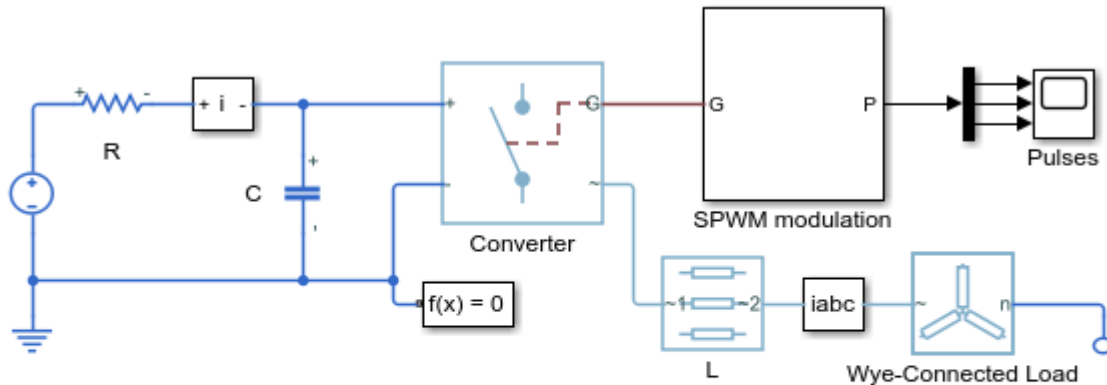 + -
+ i -
R
+
-
+
-
C
+ G
- ~
Converter
G P
SPWM modulation
Pulses
f(x) = 0
~1 ~2
L
iabc
~ n
Wye-Connected Load